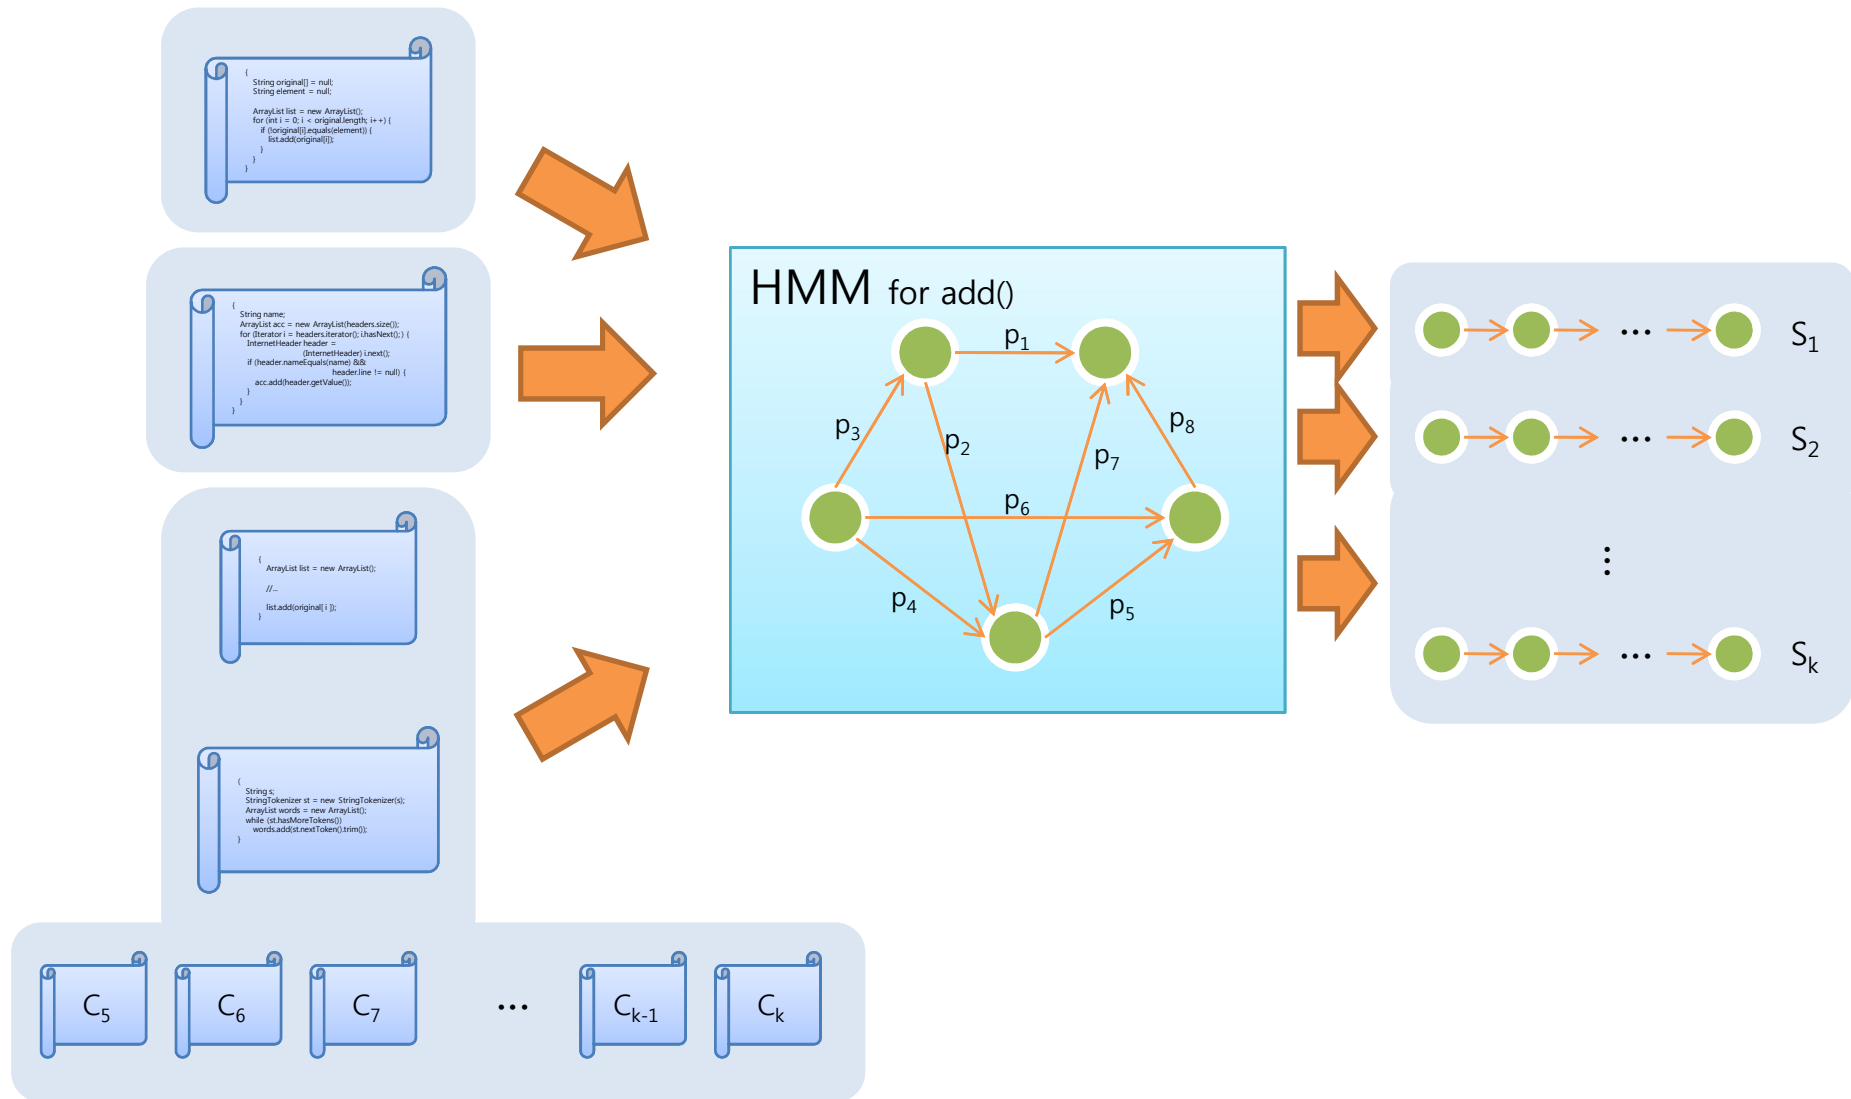 {
String original[] = null;
String element = null;
ArrayList list = new ArrayList();
for (int i = 0; i < original.length; i++) {
if (!original[i].equals(element)) {
list.add(original[i]);
}
}
}
{
String name;
ArrayList acc = new ArrayList(headers.size());
for (Iterator i = headers.iterator(); i.hasNext(); ) {
InternetHeader header =
(InternetHeader) i.next();
if (header.nameEquals(name) &&
header.line != null) {
acc.add(header.getValue());
}
}
}
{
ArrayList list = new ArrayList();
//...
list.add(original[ i ]);
}
{
String s;
StringTokenizer st = new StringTokenizer(s);
ArrayList words = new ArrayList();
while (st.hasMoreTokens())
words.add(st.nextToken().trim());
}
C5
C6
C7
...
Ck-1
Ck
HMM for add()
p1
p3
p2
p8
p7
p6
p4
p5
... S1
... S2
⋮
... Sk